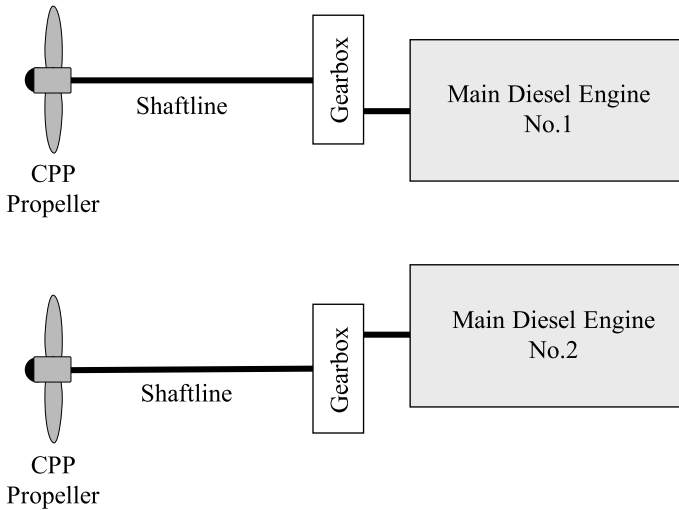 Gearbox
Main Diesel Engine
No.1
Shaftline
CPP
Propeller
Gearbox
Main Diesel Engine
No.2
Shaftline
CPP
Propeller